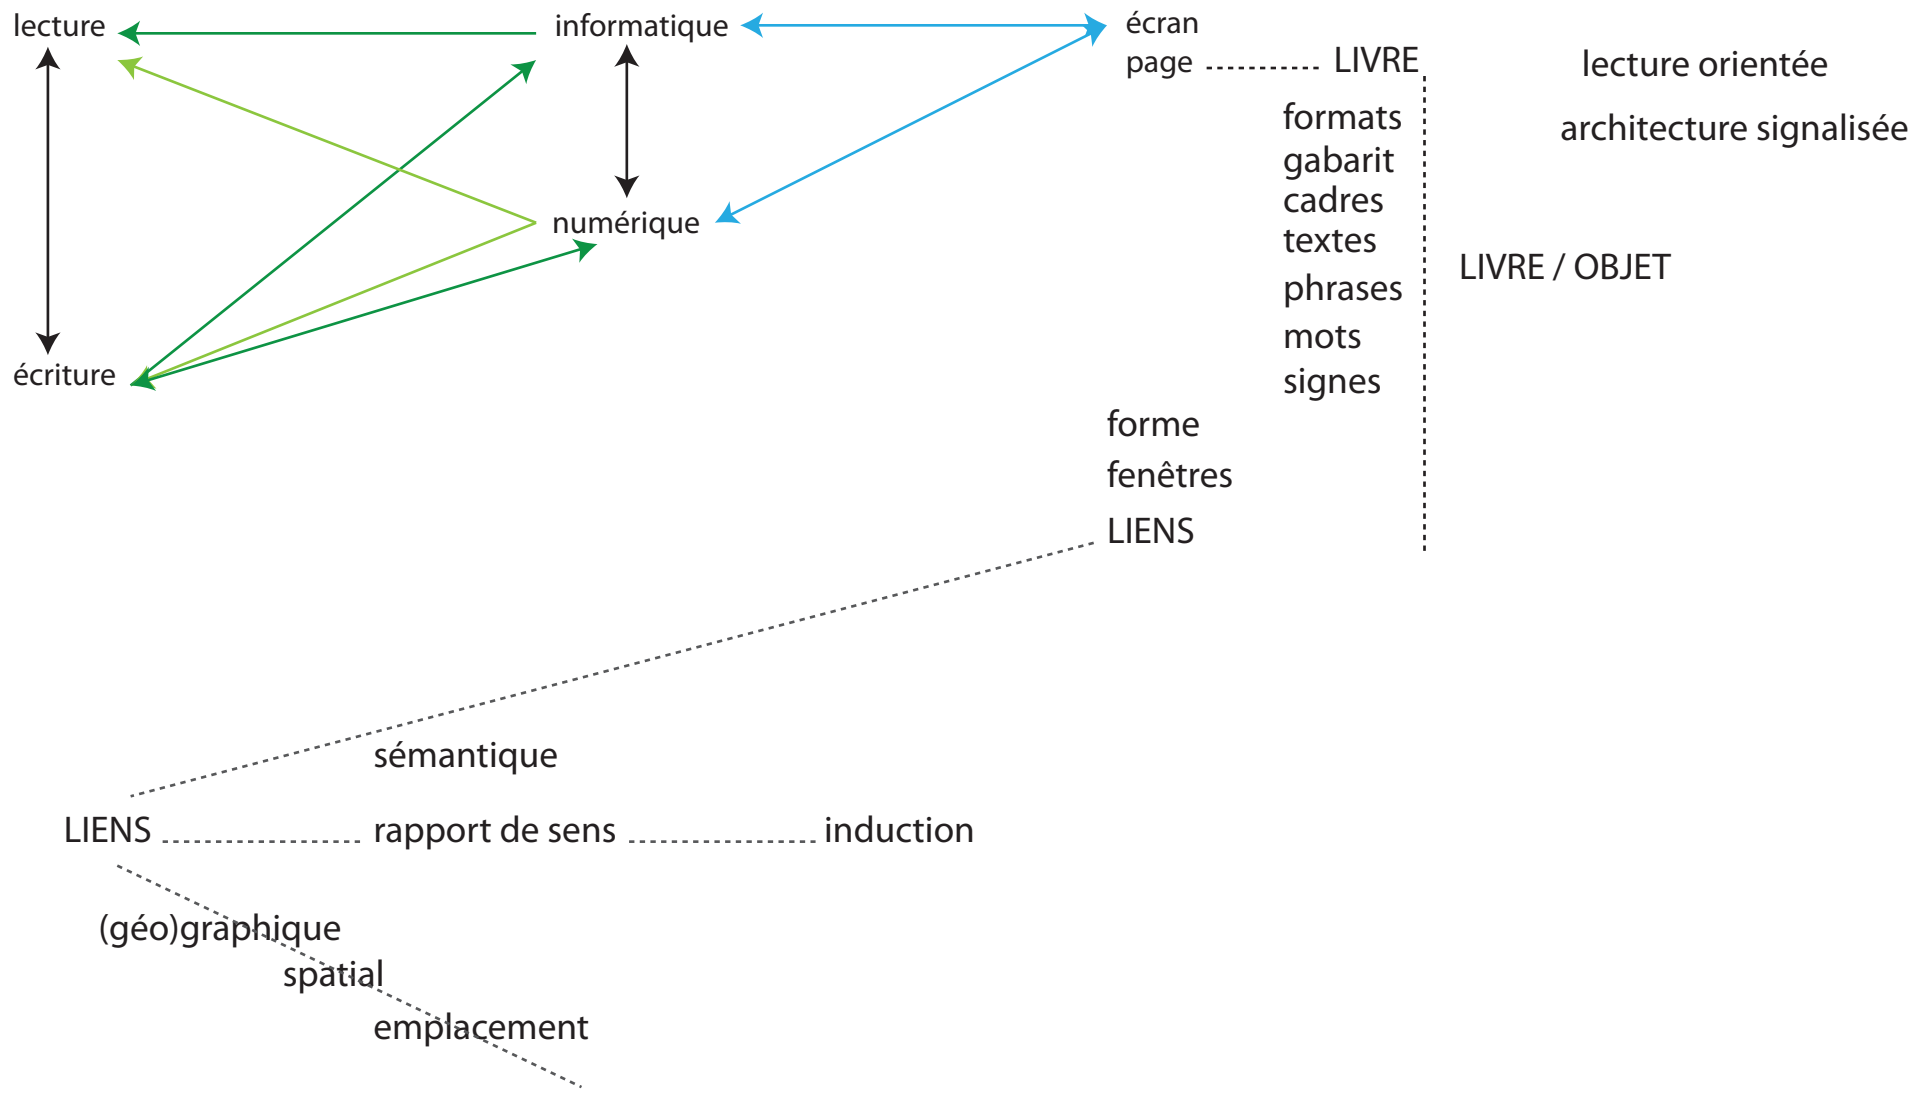 lecture
informatique
écran
page
LIVRE
lecture orientée
architecture signalisée
formats
gabarit
cadres
textes
phrases
mots
signes
numérique
LIVRE / OBJET
écriture
forme
fenêtres
LIENS
sémantique
LIENS
rapport de sens
induction
(géo)graphique
spatial
emplacement